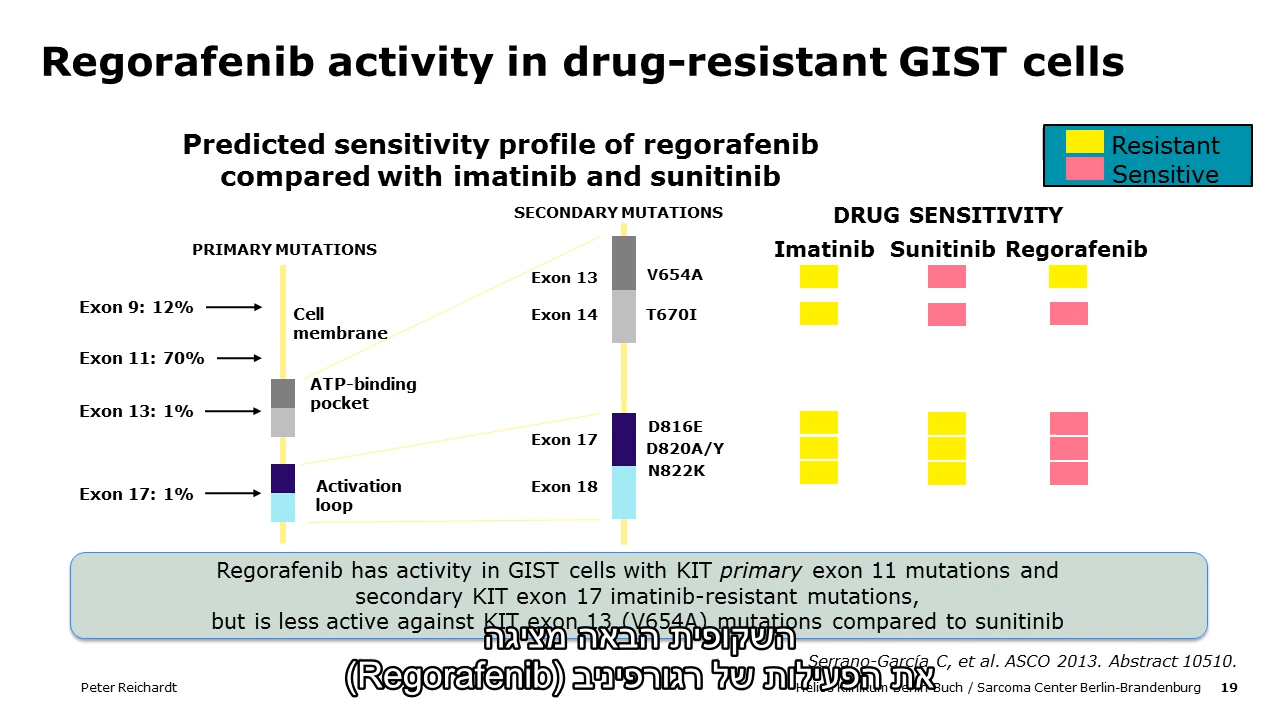 Regorafenib activity in drug-resistant GIST cells
Predicted sensitivity profile of regorafenib
compared with imatinib and sunitinib
Resistant
Sensitive
PRIMARY MUTATIONS
Exon 9: 12%
Exon 11: 70%
Exon 13: 1%
Exon 17: 1%
Cell
membrane
ATP-binding
pocket
Activation
loop
SECONDARY MUTATIONS
Exon 13
V654A
Exon 14
T670I
Exon 17
D816E
D820A/Y
N822K
Exon 18
DRUG SENSITIVITY
Imatinib Sunitinib Regorafenib
Regorafenib has activity in GIST cells with KIT primary exon 11 mutations and
secondary KIT exon 17 imatinib-resistant mutations,
but is less active against KIT exon 13 (V654A) mutations compared to sunitinib
השקופית הבאה מציגה
את הפעילות של רגורפיניב (Regorafenib)
Serrano-García C, et al. ASCO 2013. Abstract 10510.
Peter Reichardt
Helios Klinikum Berlin-Buch / Sarcoma Center Berlin-Brandenburg 19